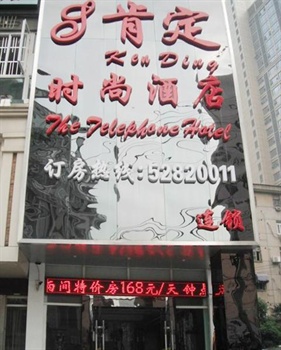 S肯定
Ken Ding
时尚酒店
The Telephone Hotel
订房热线:52820011
连锁
间特价房168元/天 钟点